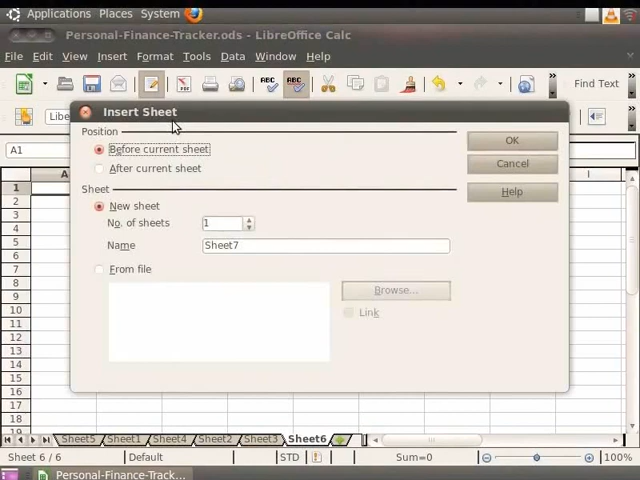 Applications Places System
Personal-Finance-Tracker.ods - LibreOffice Calc
File Edit View Insert Format Tools Data Window Help
ABC ABC Find Text
Insert Sheet
Position
Before current sheet
After current sheet
OK
Cancel
Help
Sheet
New sheet
No. of sheets 1
Name Sheet7
From file
Browse...
Link
A1
A I J
1
2
3
4
5
6
7
8
9
10
11
12
13
14
15
16
17
18
19
Sheet5 Sheet1 Sheet4 Sheet2 Sheet3 Sheet6
Sheet 6 / 6 Default STD Sum=0 100%
Personal-Finance-Track...